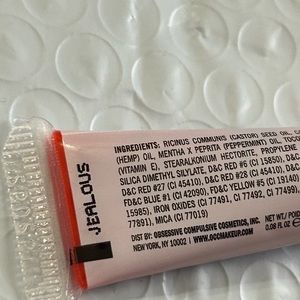 JEALOUS
INGREDIENTS: RICINUS COMMUNIS (CASTOR) SEED OIL,
(HEMP) OIL, MENTHA X PEPRITA (PEPPERMINT) OIL, TOCO
(VITAMIN E), STEARALKONIUM HECTORITE, PROPYLENE
SILICA DIMETHYL SILYLATE, D&C RED #6 (CI 15850), D&
D&C RED #27 (CI 45410), D&C RED #28 (CI 45410),
FD&C BLUE #1 (CI 42090), FD&C YELLOW #5 (CI 19140)
15985), IRON OXIDES (CI 77491, CI 77492, CI 777
77891), MICA (CI 77019)
DIST BY: OBSESSIVE COMPULSIVE COSMETICS, INC.
NEW YORK, NY 10002 WWW.OCCMAKEUP.COM
NET WT./ POID
0.08 FL OZ